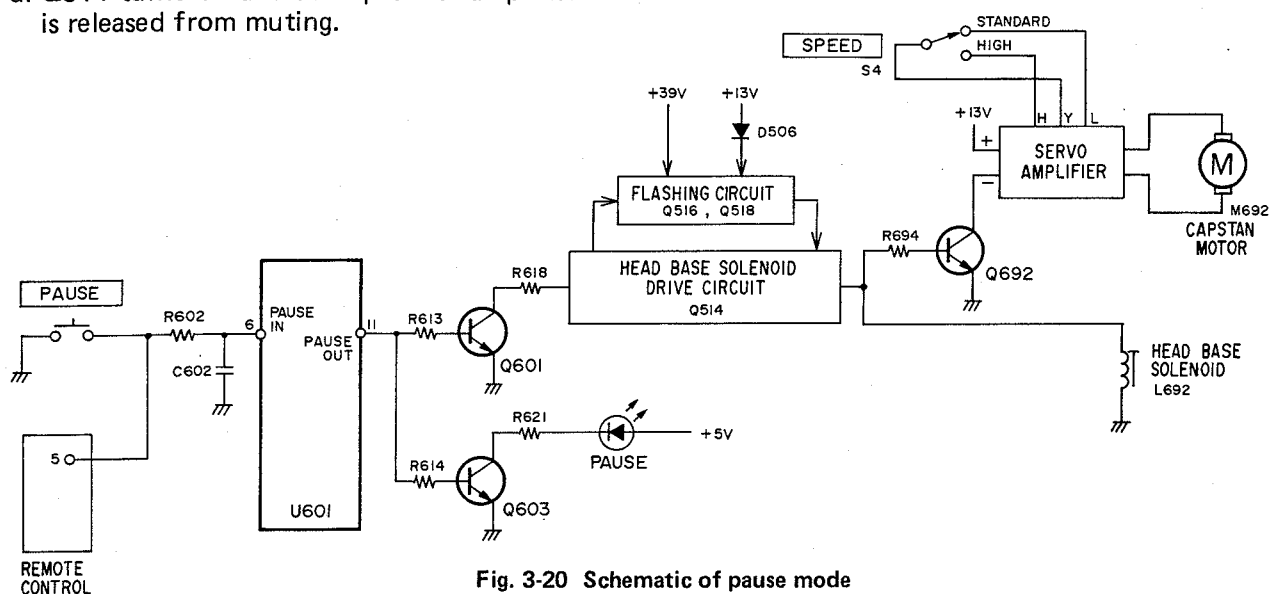 is released from muting.
STANDARD
SPEED
HIGH
S4
+39V
+13V
D506
+13V
H Y L
+
SERVO
AMPLIFIER
−
M
M692
CAPSTAN
MOTOR
FLASHING CIRCUIT
Q516 , Q518
R694
Q692
HEAD BASE SOLENOID
DRIVE CIRCUIT
Q514
R618
PAUSE
R602
6
PAUSE
IN
11
PAUSE
OUT
R613
Q601
C602
HEAD BASE
SOLENOID
L692
R621
+5V
PAUSE
5
R614
Q603
U601
REMOTE
CONTROL
Fig. 3-20 Schematic of pause mode